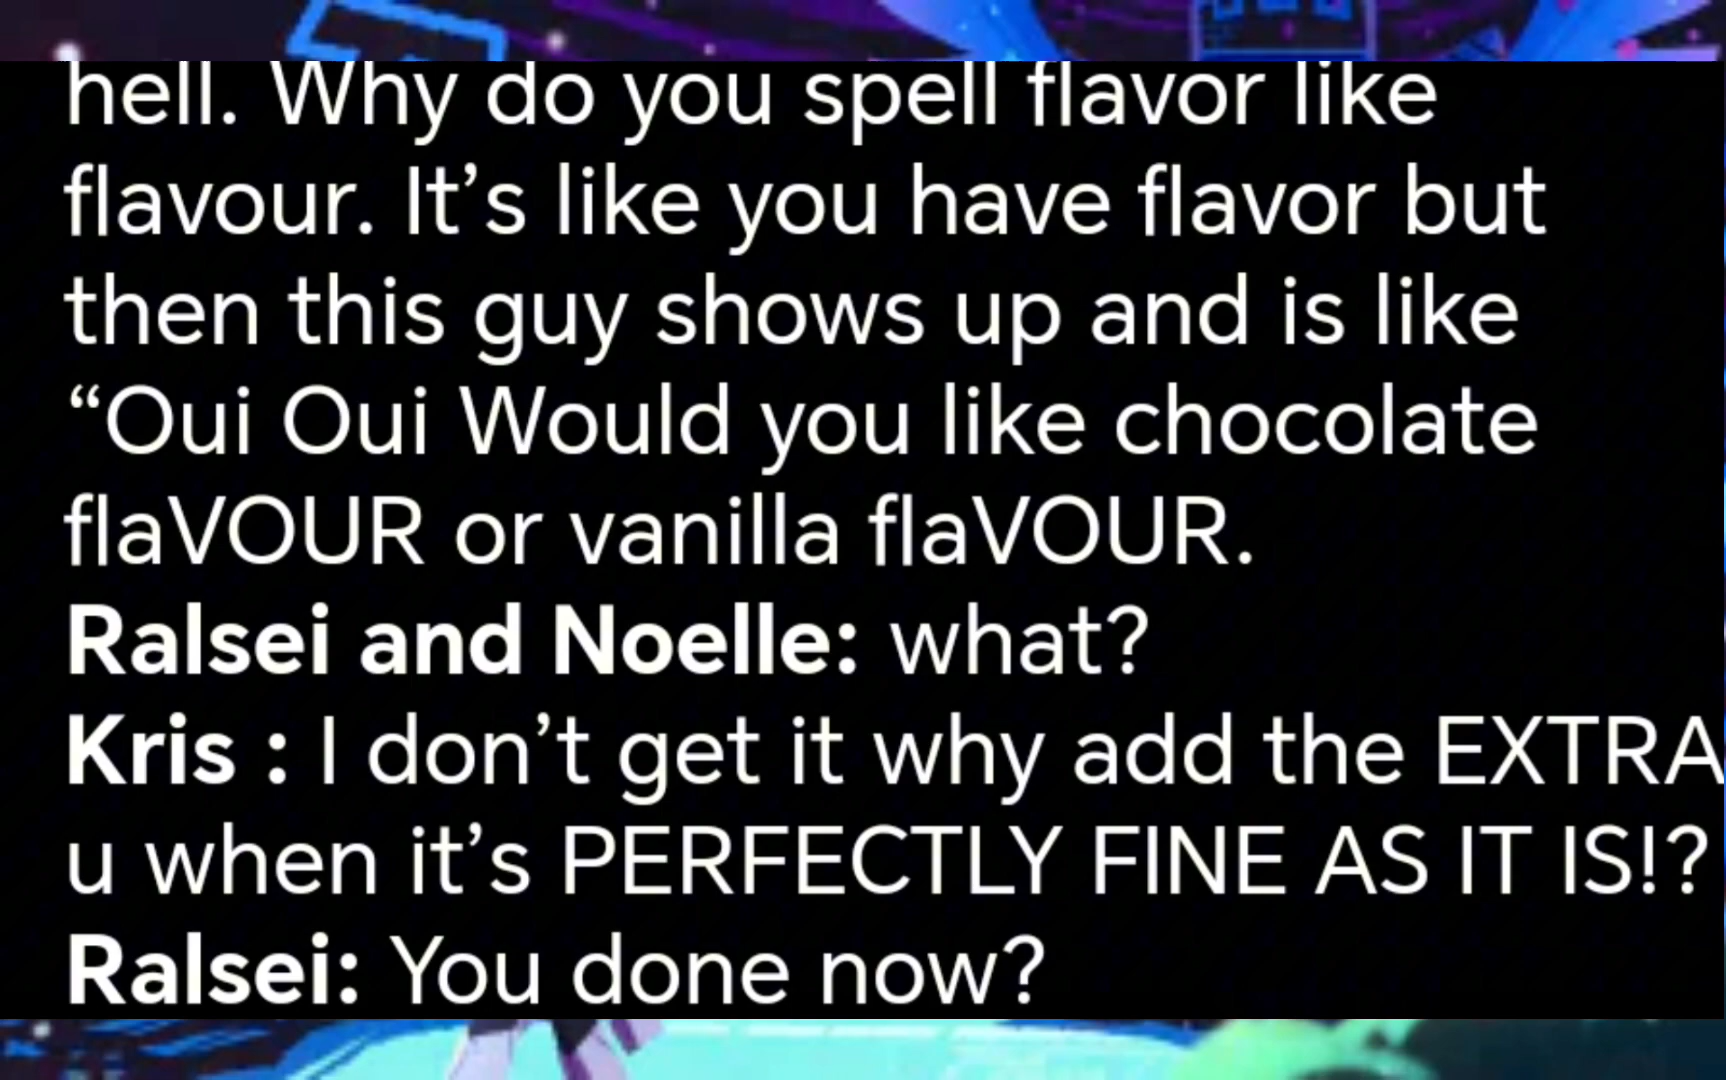 hell. Why do you spell flavor like
flavour. It’s like you have flavor but
then this guy shows up and is like
“Oui Oui Would you like chocolate
flaVOUR or vanilla flaVOUR.
Ralsei and Noelle: what?
Kris : I don’t get it why add the EXTRA
u when it’s PERFECTLY FINE AS IT IS!?
Ralsei: You done now?